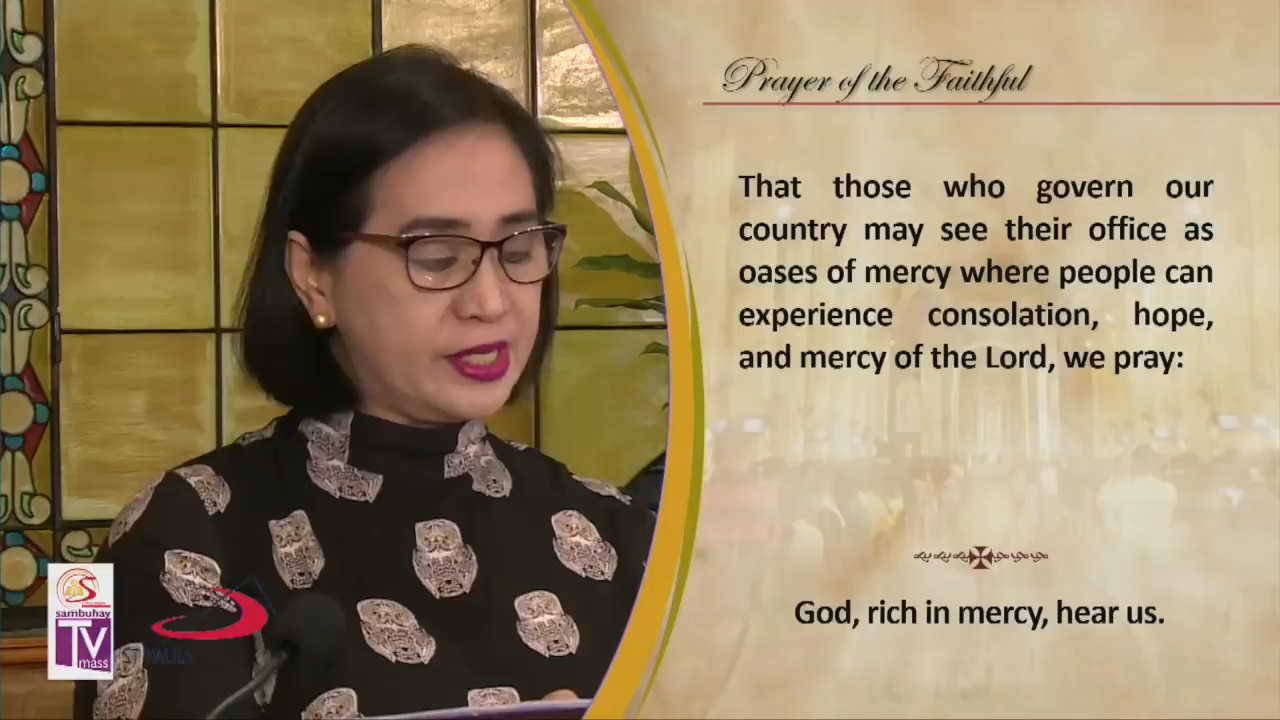 Prayer of the Faithful
That those who govern our
country may see their office as
oases of mercy where people can
experience consolation, hope,
and mercy of the Lord, we pray:
God, rich in mercy, hear us.
sambuhay
TV
mass
ST PAULS